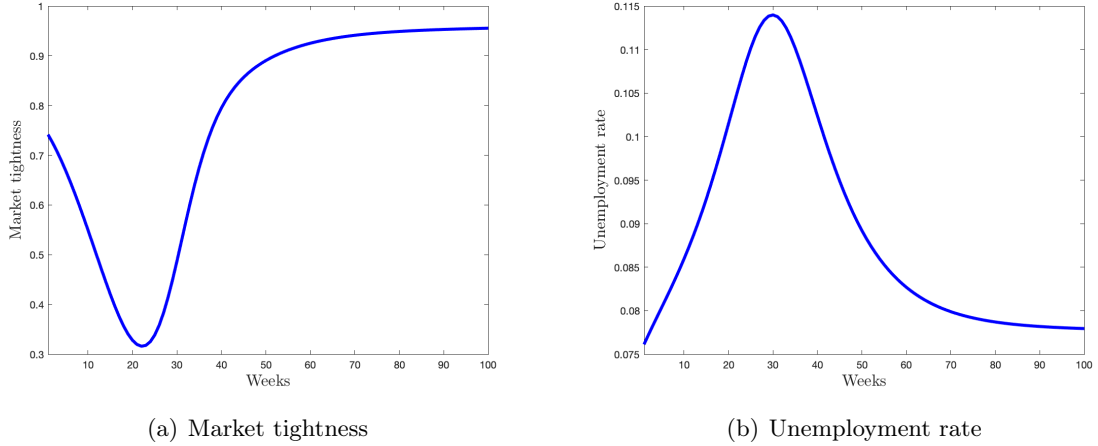 1
0.9
0.8
0.7
0.6
0.5
0.4
0.3
Market tightness
10 20 30 40 50 60 70 80 90 100
Weeks
(a) Market tightness
0.115
0.11
0.105
0.1
0.095
0.09
0.085
0.08
0.075
Unemployment rate
10 20 30 40 50 60 70 80 90 100
Weeks
(b) Unemployment rate